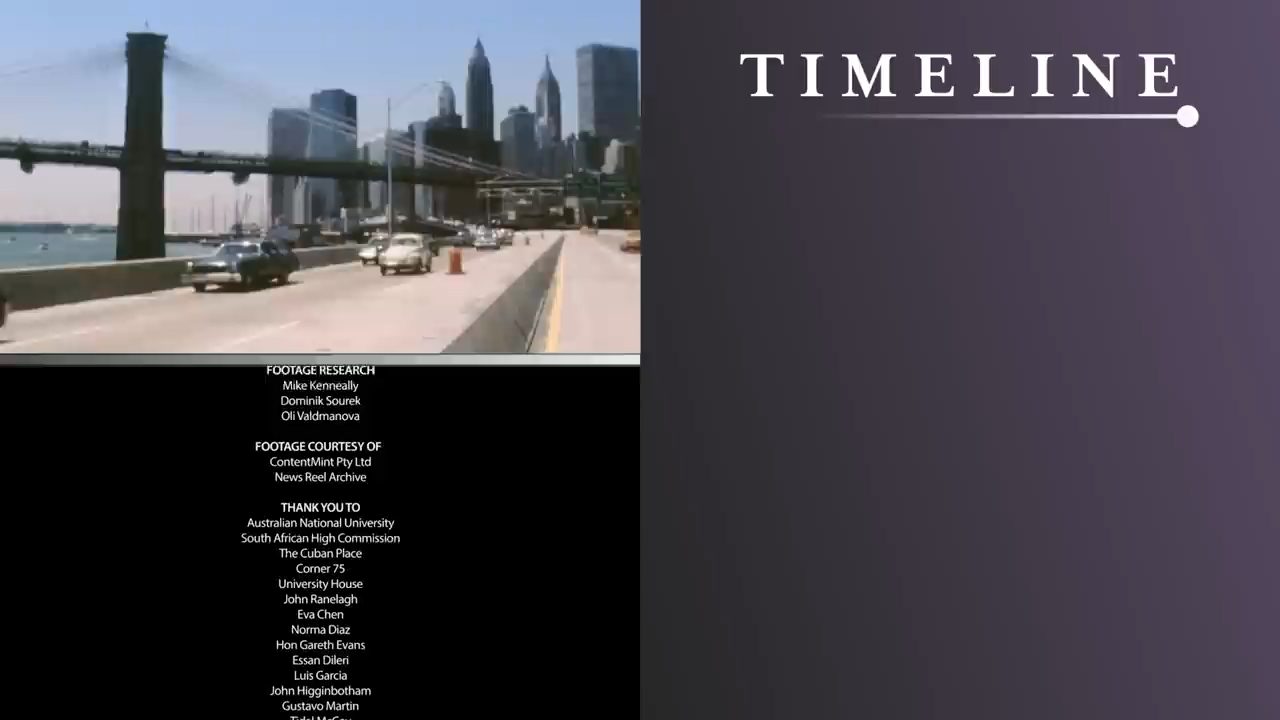 TIMELINE
FOOTAGE RESEARCH
Mike Kenneally
Dominik Sourek
Oli Valdmanova
FOOTAGE COURTESY OF
ContentMint Pty Ltd
News Reel Archive
THANK YOU TO
Australian National University
South African High Commission
The Cuban Place
Corner 75
University House
John Ranelagh
Eva Chen
Norma Diaz
Hon Gareth Evans
Essan Dileri
Luis Garcia
John Higginbotham
Gustavo Martin